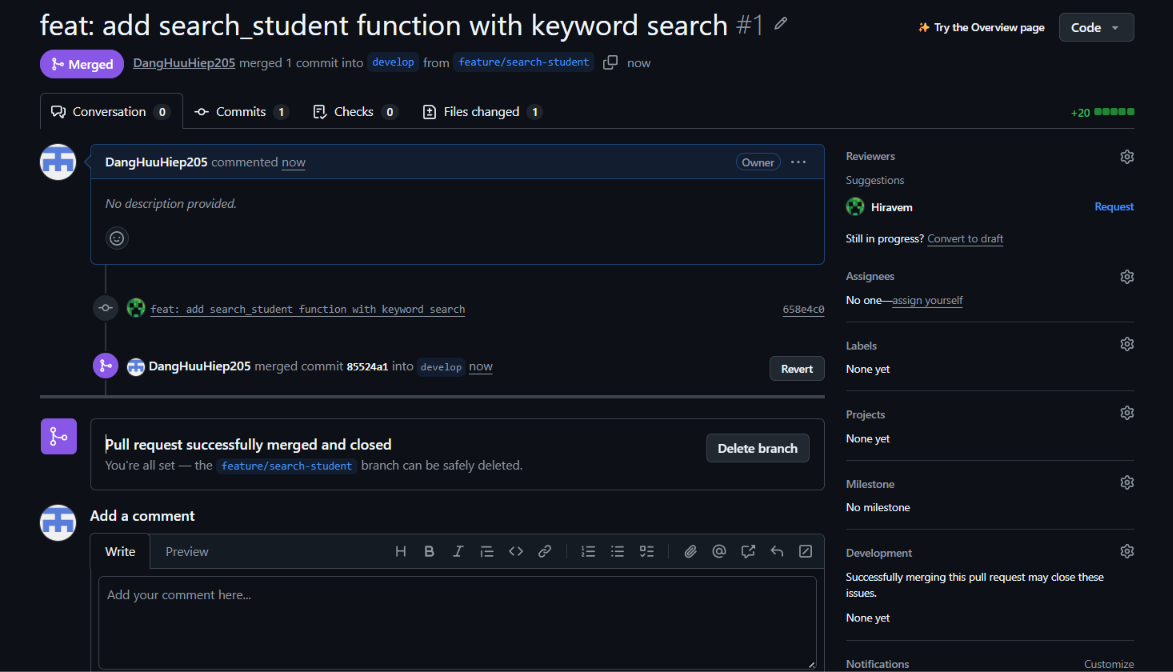 feat: add search_student function with keyword search #1
Try the Overview page
Code
Merged
DangHuuHiep205 merged 1 commit into develop from feature/search-student now
Conversation 0
Commits 1
Checks 0
Files changed 1
+20
DangHuuHiep205 commented now
Owner
No description provided.
feat: add search_student function with keyword search
658e4c0
DangHuuHiep205 merged commit 85524a1 into develop now
Revert
Pull request successfully merged and closed
You're all set — the feature/search-student branch can be safely deleted.
Delete branch
Add a comment
Write
Preview
Add your comment here...
Reviewers
Suggestions
Hiravem
Request
Still in progress? Convert to draft
Assignees
No one—assign yourself
Labels
None yet
Projects
None yet
Milestone
No milestone
Development
Successfully merging this pull request may close these
issues.
None yet
Notifications
Customize